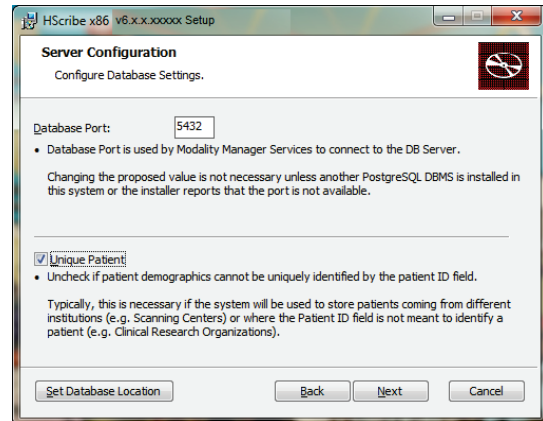 HScribe x86 v6.x.x.xxxxx Setup
Server Configuration
Configure Database Settings.
Database Port:
5432
• Database Port is used by Modality Manager Services to connect to the DB Server.
Changing the proposed value is not necessary unless another PostgreSQL DBMS is installed in
this system or the installer reports that the port is not available.
Unique Patient
• Uncheck if patient demographics cannot be uniquely identified by the patient ID field.
Typically, this is necessary if the system will be used to store patients coming from different
institutions (e.g. Scanning Centers) or where the Patient ID field is not meant to identify a
patient (e.g. Clinical Research Organizations).
Set Database Location
Back
Next
Cancel